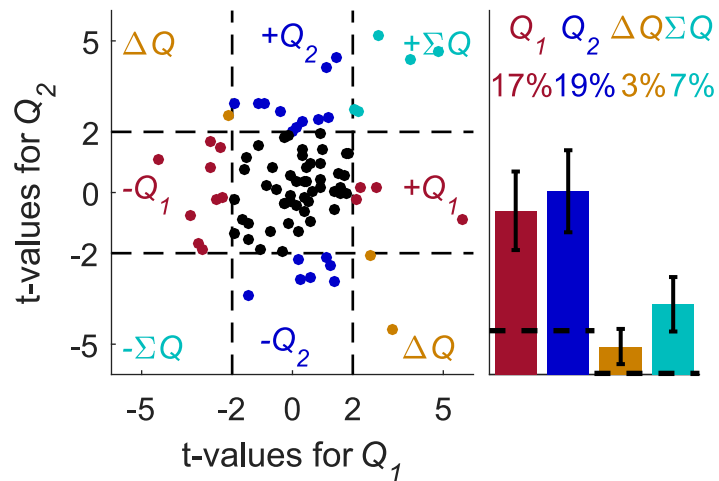 ΔQ +Q2 +ΣQ
-Q1 +Q1
-ΣQ -Q2 ΔQ
5
2
0
-2
-5
-5 -2 0 2 5
t-values for Q2
t-values for Q1
Q1 Q2 ΔQ ΣQ
17% 19% 3% 7%